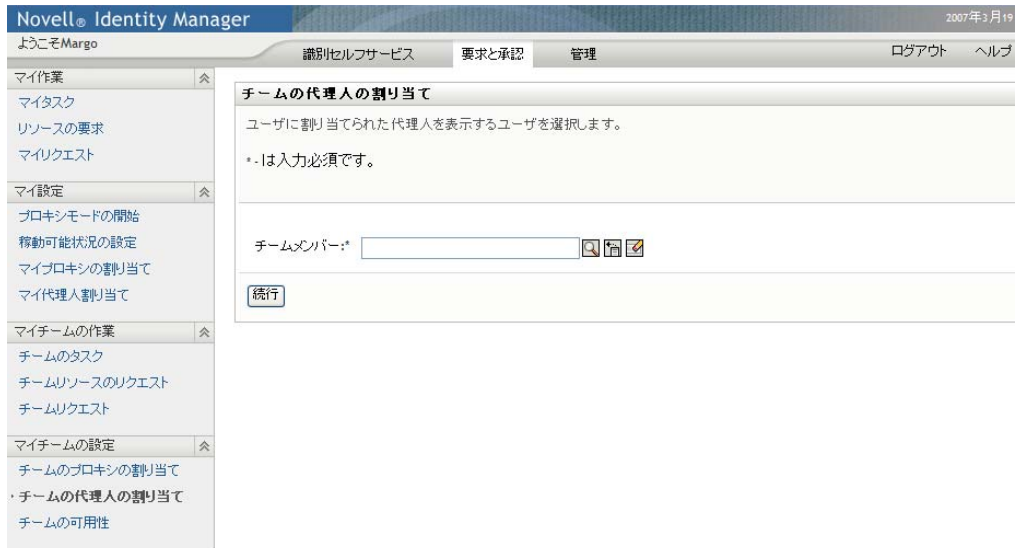 Novell® Identity Manager
2007年3月19
ようこそMargo
識別セルフサービス 要求と承認 管理 ログアウト ヘルプ
マイ作業
マイタスク
リソースの要求
マイリクエスト
マイ設定
プロキシモードの開始
稼動可能状況の設定
マイプロキシの割り当て
マイ代理人割り当て
マイチームの作業
チームのタスク
チームリソースのリクエスト
チームリクエスト
マイチームの設定
チームのプロキシの割り当て
・チームの代理人の割り当て
チームの可用性
チームの代理人の割り当て
ユーザに割り当てられた代理人を表示するユーザを選択します。
*-は入力必須です。
チームメンバー:*
続行